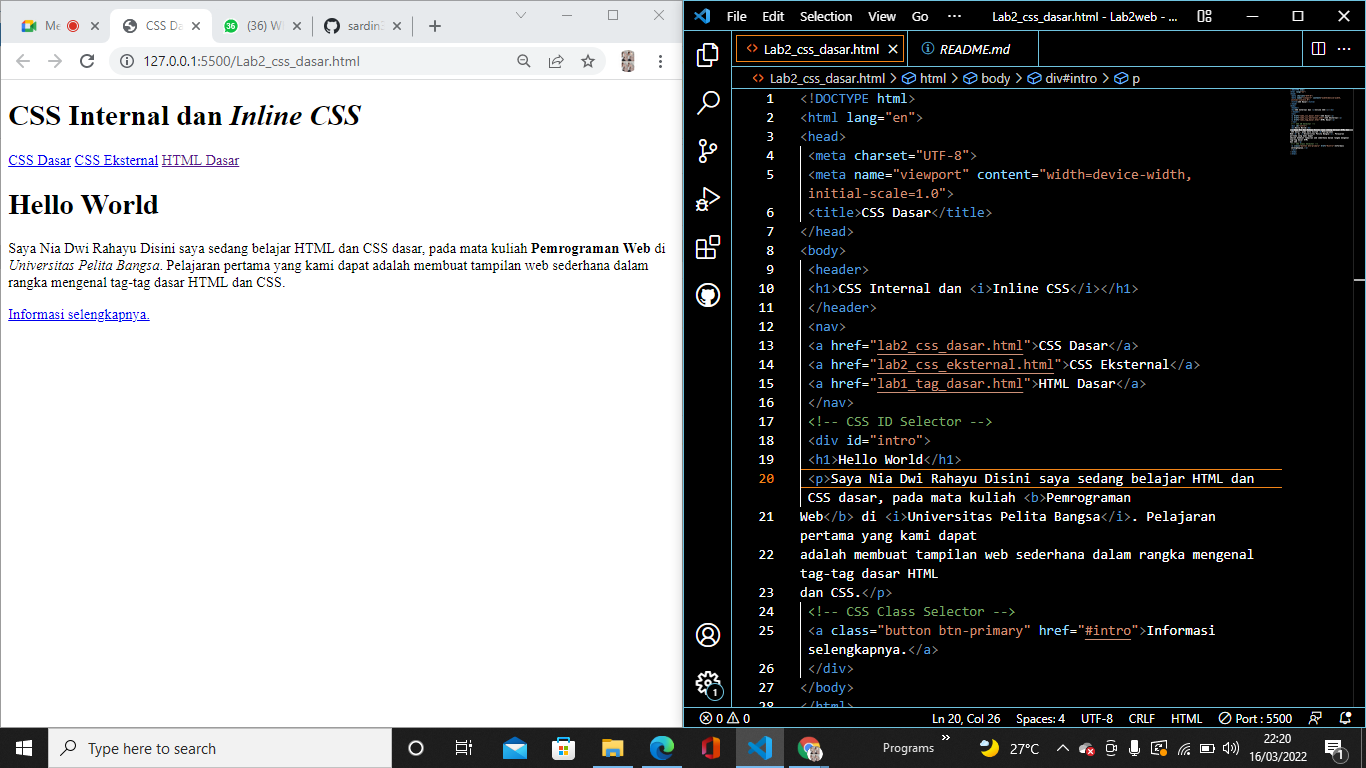 Me
CSS Da
(36) W
sardin
127.0.0.1:5500/Lab2_css_dasar.html
CSS Internal dan Inline CSS
CSS Dasar CSS Eksternal HTML Dasar
Hello World
Saya Nia Dwi Rahayu Disini saya sedang belajar HTML dan CSS dasar, pada mata kuliah Pemrograman Web di
Universitas Pelita Bangsa. Pelajaran pertama yang kami dapat adalah membuat tampilan web sederhana dalam
rangka mengenal tag-tag dasar HTML dan CSS.
Informasi selengkapnya.
File Edit Selection View Go ··· Lab2_css_dasar.html - Lab2web - ...
Lab2_css_dasar.html README.md
Lab2_css_dasar.html > html > body > div#intro > p
1 <!DOCTYPE html>
2 <html lang="en">
3 <head>
4 <meta charset="UTF-8">
5 <meta name="viewport" content="width=device-width,
initial-scale=1.0">
6 <title>CSS Dasar</title>
7 </head>
8 <body>
9 <header>
10 <h1>CSS Internal dan <i>Inline CSS</i></h1>
11 </header>
12 <nav>
13 <a href="lab2_css_dasar.html">CSS Dasar</a>
14 <a href="lab2_css_eksternal.html">CSS Eksternal</a>
15 <a href="lab1_tag_dasar.html">HTML Dasar</a>
16 </nav>
17 <!-- CSS ID Selector -->
18 <div id="intro">
19 <h1>Hello World</h1>
20 <p>Saya Nia Dwi Rahayu Disini saya sedang belajar HTML dan
CSS dasar, pada mata kuliah <b>Pemrograman
21 Web</b> di <i>Universitas Pelita Bangsa</i>. Pelajaran
pertama yang kami dapat
22 adalah membuat tampilan web sederhana dalam rangka mengenal
tag-tag dasar HTML
23 dan CSS.</p>
24 <!-- CSS Class Selector -->
25 <a class="button btn-primary" href="#intro">Informasi
selengkapnya.</a>
26 </div>
27 </body>
28 </html>
1
0 0 Ln 20, Col 26 Spaces: 4 UTF-8 CRLF HTML Port : 5500
Type here to search
36
Programs
27°C
22:20
16/03/2022
1